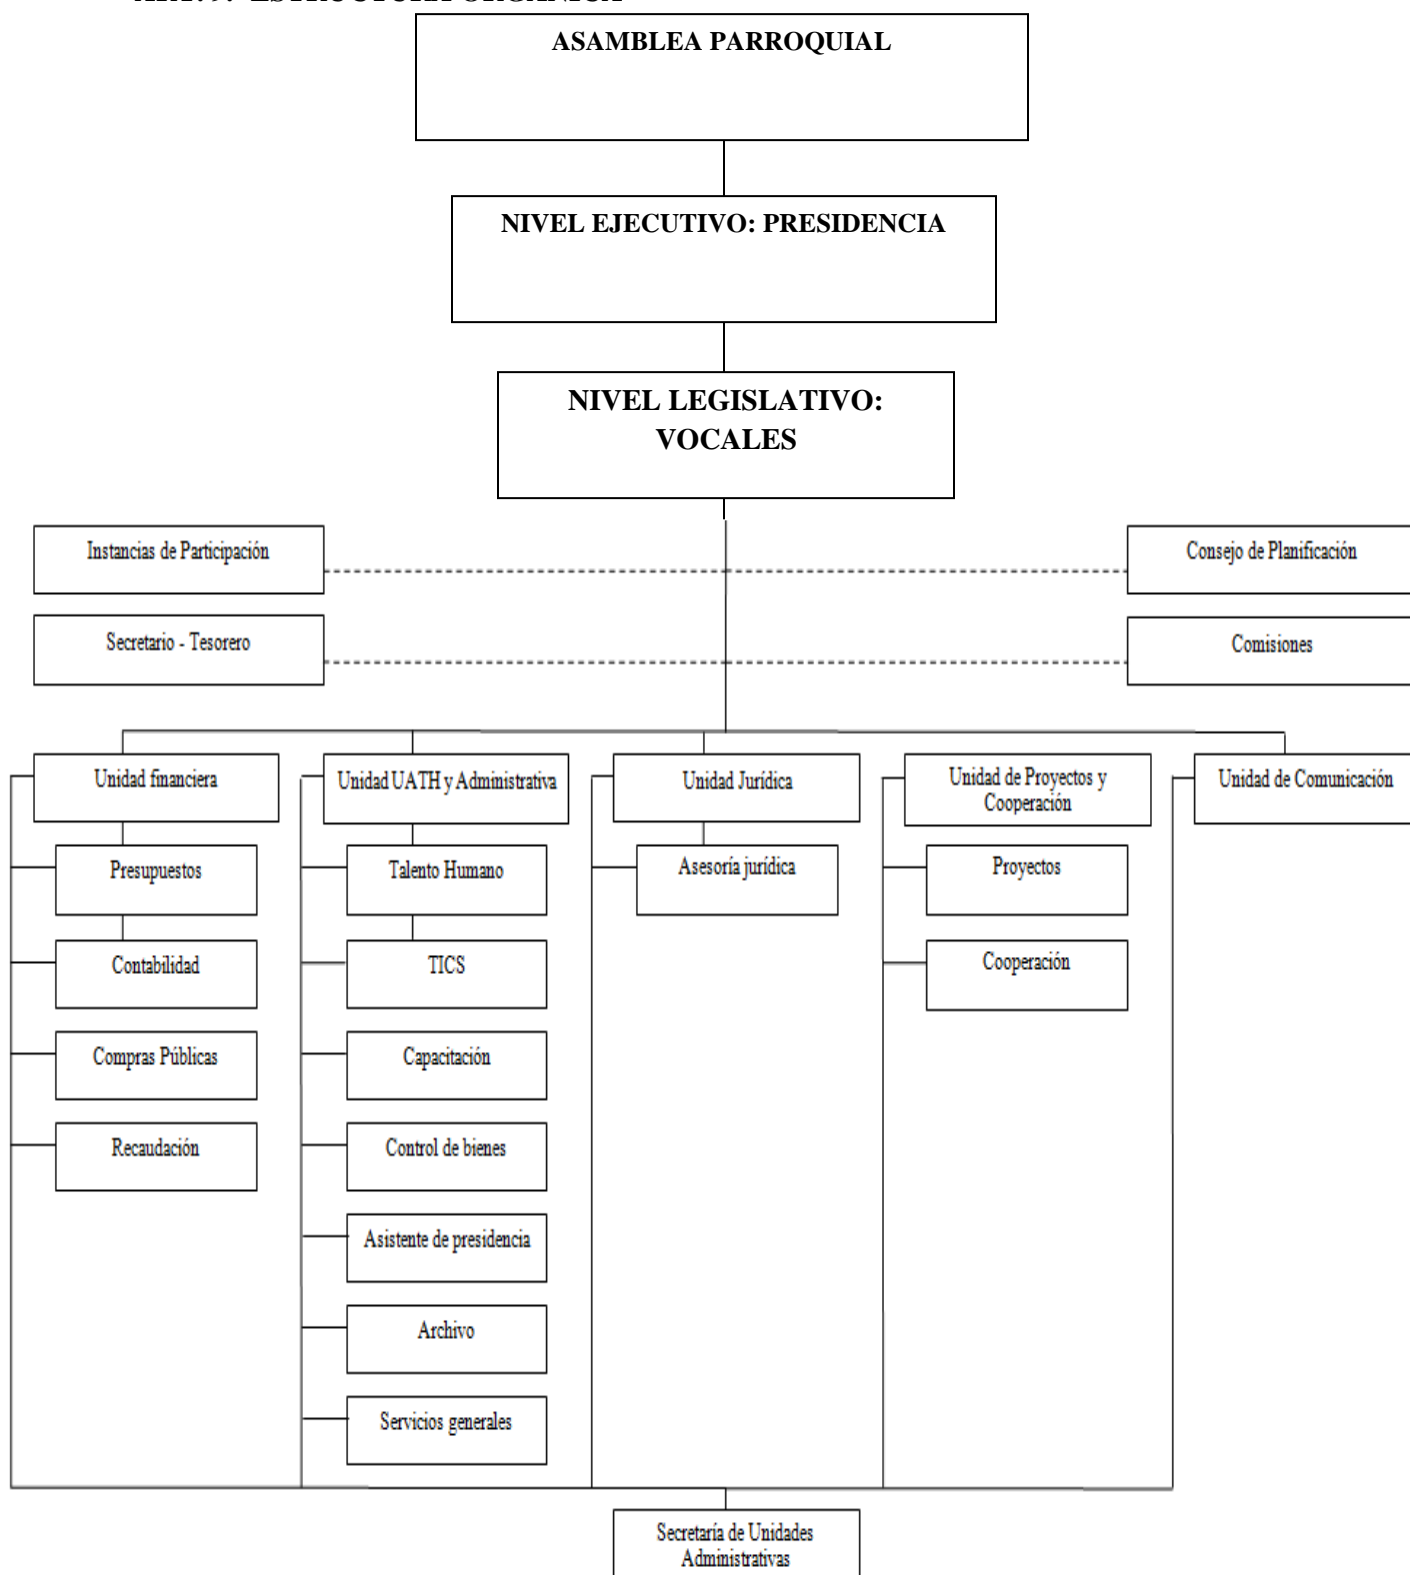 ASAMBLEA PARROQUIAL
NIVEL EJECUTIVO: PRESIDENCIA
NIVEL LEGISLATIVO:
VOCALES
Instancias de Participación
Consejo de Planificación
Secretario - Tesorero
Comisiones
Unidad financiera
Unidad UATH y Administrativa
Unidad Jurídica
Unidad de Proyectos y
Cooperación
Unidad de Comunicación
Presupuestos
Talento Humano
Asesoría jurídica
Proyectos
Contabilidad
TICS
Cooperación
Compras Públicas
Capacitación
Recaudación
Control de bienes
Asistente de presidencia
Archivo
Servicios generales
Secretaría de Unidades
Administrativas